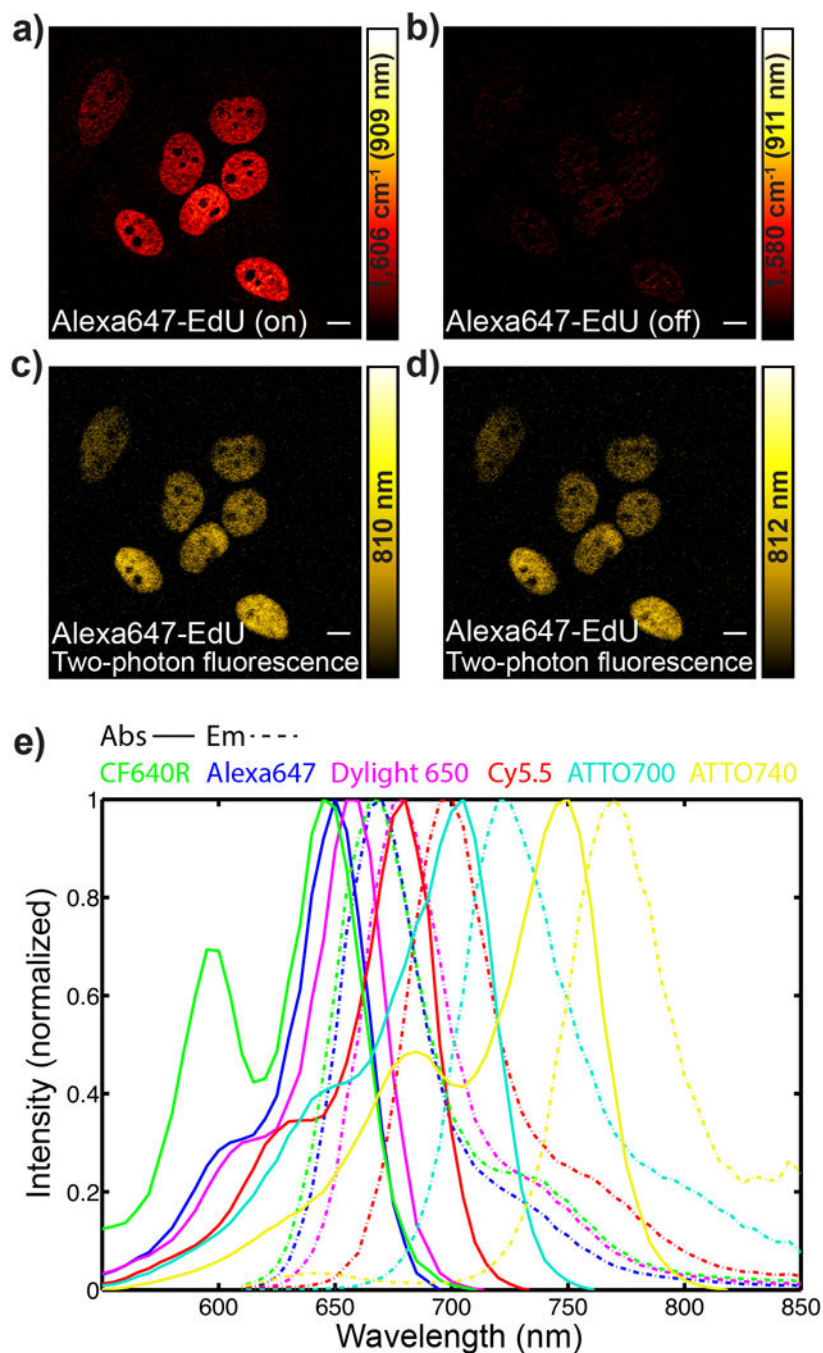 a)
Alexa647-EdU (on)
1,606 cm⁻¹ (909 nm)
b)
Alexa647-EdU (off)
1,580 cm⁻¹ (911 nm)
c)
Alexa647-EdU
Two-photon fluorescence
810 nm
d)
Alexa647-EdU
Two-photon fluorescence
812 nm
e)
Abs Em
CF640R Alexa647 Dylight 650 Cy5.5 ATTO700 ATTO740
Intensity (normalized)
1
0.8
0.6
0.4
0.2
0
600 650 700 750 800 850
Wavelength (nm)